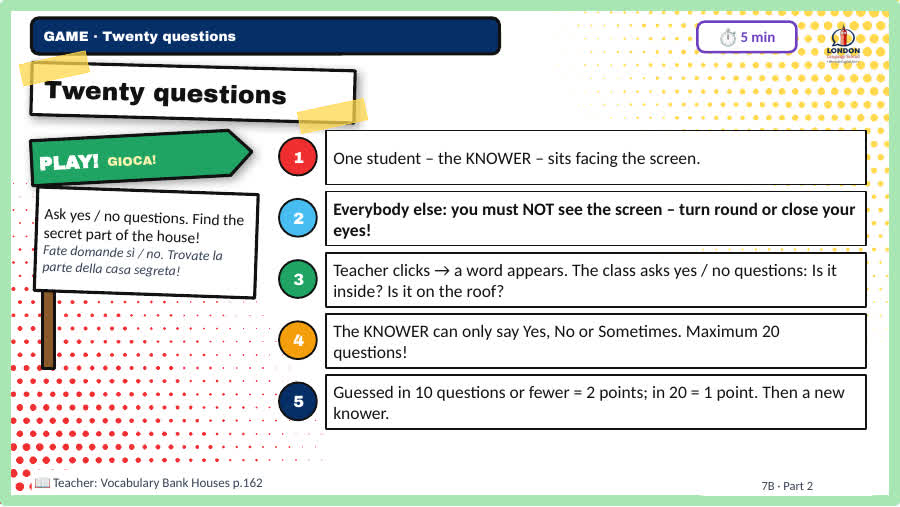 GAME · Twenty questions
⏱ 5 min
LONDON
Twenty questions
PLAY! GIOCA!
Ask yes / no questions. Find the
secret part of the house!
Fate domande sì / no. Trovate la
parte della casa segreta!
1
One student – the KNOWER – sits facing the screen.
2
Everybody else: you must NOT see the screen – turn round or close your
eyes!
3
Teacher clicks → a word appears. The class asks yes / no questions: Is it
inside? Is it on the roof?
4
The KNOWER can only say Yes, No or Sometimes. Maximum 20
questions!
5
Guessed in 10 questions or fewer = 2 points; in 20 = 1 point. Then a new
knower.
📖 Teacher: Vocabulary Bank Houses p.162
7B · Part 2